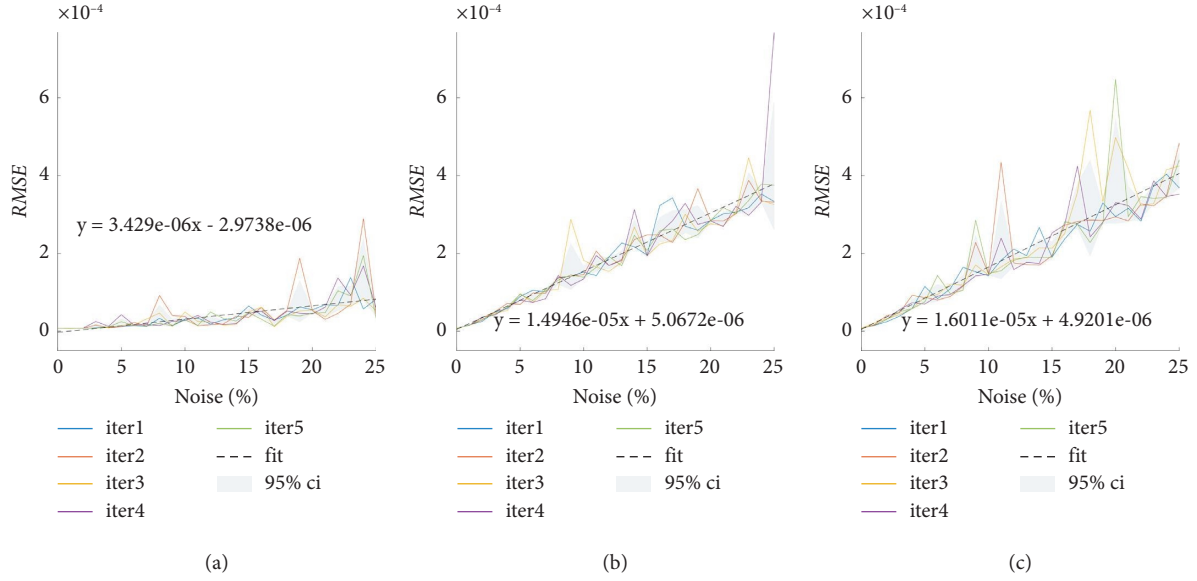 ×10⁻⁴
6
4
2
0
RMSE
y = 3.429e-06x - 2.9738e-06
0 5 10 15 20 25
Noise (%)
iter1
iter2
iter3
iter4
iter5
fit
95% ci
(a)
×10⁻⁴
6
4
2
0
RMSE
y = 1.4946e-05x + 5.0672e-06
0 5 10 15 20 25
Noise (%)
iter1
iter2
iter3
iter4
iter5
fit
95% ci
(b)
×10⁻⁴
6
4
2
0
RMSE
y = 1.6011e-05x + 4.9201e-06
0 5 10 15 20 25
Noise (%)
iter1
iter2
iter3
iter4
iter5
fit
95% ci
(c)